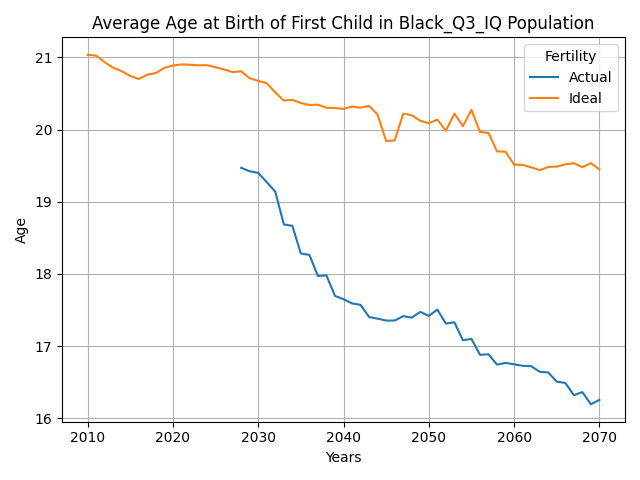 Average Age at Birth of First Child in Black_Q3_IQ Population
Fertility
Actual
Ideal
Age
21
20
19
18
17
16
2010 2020 2030 2040 2050 2060 2070
Years